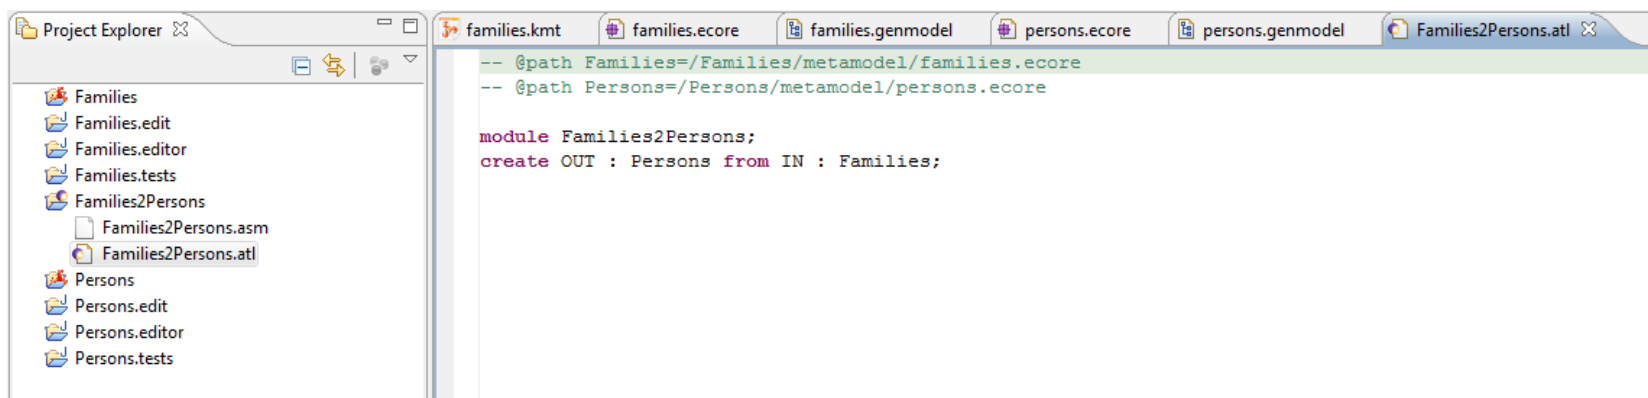 Project Explorer
families.kmt
families.ecore
families.genmodel
persons.ecore
persons.genmodel
Families2Persons.atl
Families
Families.edit
Families.editor
Families.tests
Families2Persons
Families2Persons.asm
Families2Persons.atl
Persons
Persons.edit
Persons.editor
Persons.tests
-- @path Families=/Families/metamodel/families.ecore
-- @path Persons=/Persons/metamodel/persons.ecore
module Families2Persons;
create OUT : Persons from IN : Families;